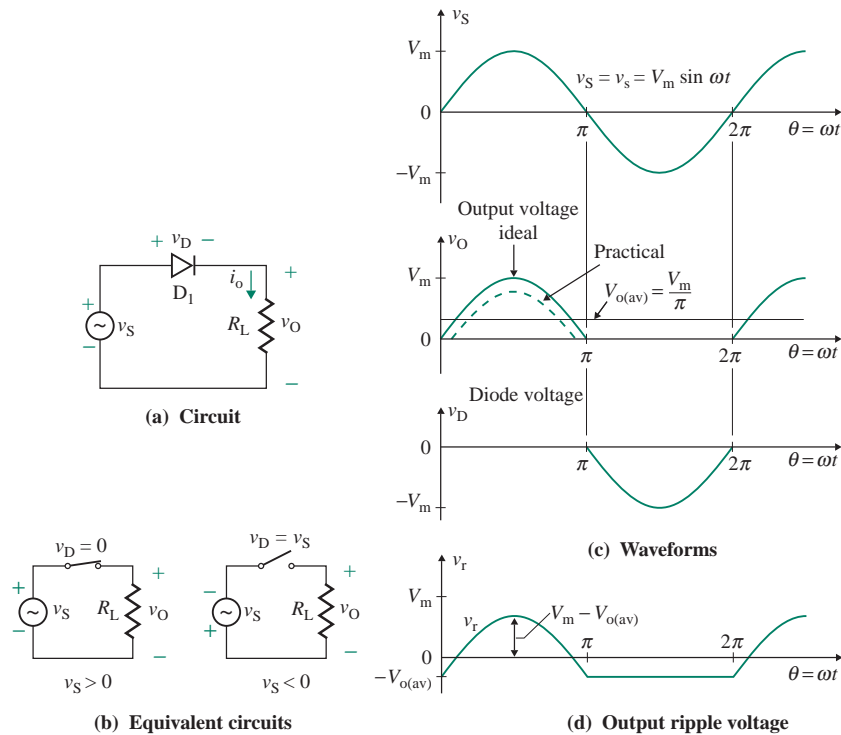 v_D
+ −
D_1
i_o
+
+
v_S
−
R_L
v_O
−
(a) Circuit
v_D = 0
+
+
v_S
−
R_L
v_O
−
v_S > 0
v_D = v_S
−
+
v_S
+
R_L
v_O
−
v_S < 0
(b) Equivalent circuits
v_S
V_m
v_S = v_s = V_m sin ωt
0
π
2π
θ = ωt
−V_m
Output voltage
ideal
v_O
Practical
V_m
V_o(av) = V_m/π
0
π
2π
θ = ωt
Diode voltage
v_D
0
π
2π
θ = ωt
−V_m
(c) Waveforms
v_r
V_m
v_r
V_m − V_o(av)
π
2π
0
θ = ωt
−V_o(av)
(d) Output ripple voltage